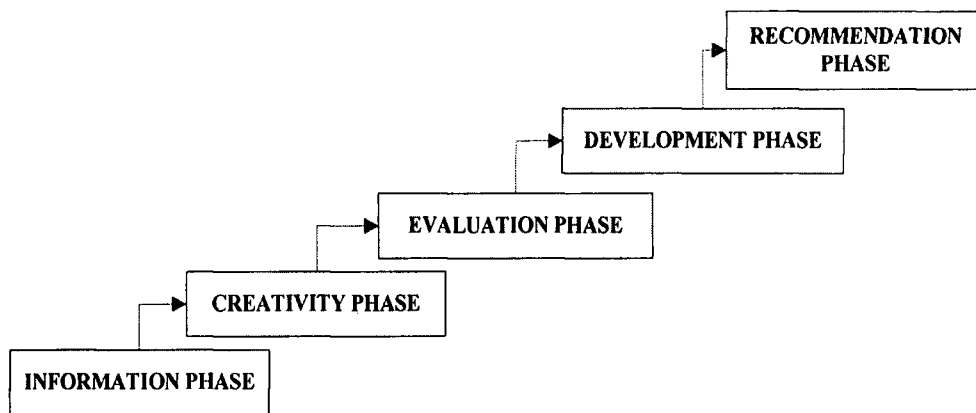 RECOMMENDATION
PHASE
DEVELOPMENT PHASE
EVALUATION PHASE
CREATIVITY PHASE
INFORMATION PHASE